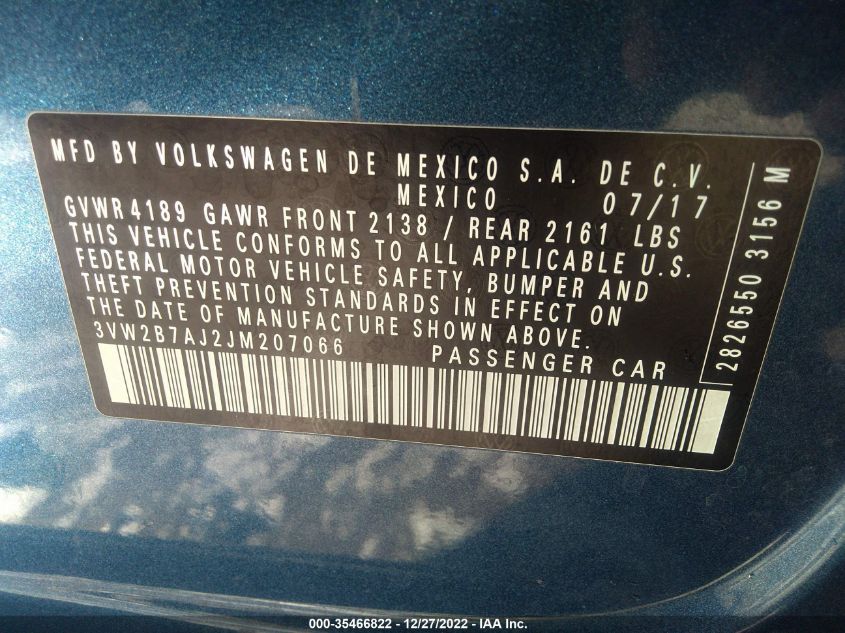 MFD BY VOLKSWAGEN DE MEXICO S.A. DE C.V.
MEXICO 07/17
GVWR4189 GAWR FRONT 2138 / REAR 2161 LBS
THIS VEHICLE CONFORMS TO ALL APPLICABLE U.S.
FEDERAL MOTOR VEHICLE SAFETY, BUMPER AND
THEFT PREVENTION STANDARDS IN EFFECT ON
THE DATE OF MANUFACTURE SHOWN ABOVE.
3VW2B7AJ2JM207066 PASSENGER CAR
2826550 3156 M
000-35466822 - 12/27/2022 - IAA Inc.